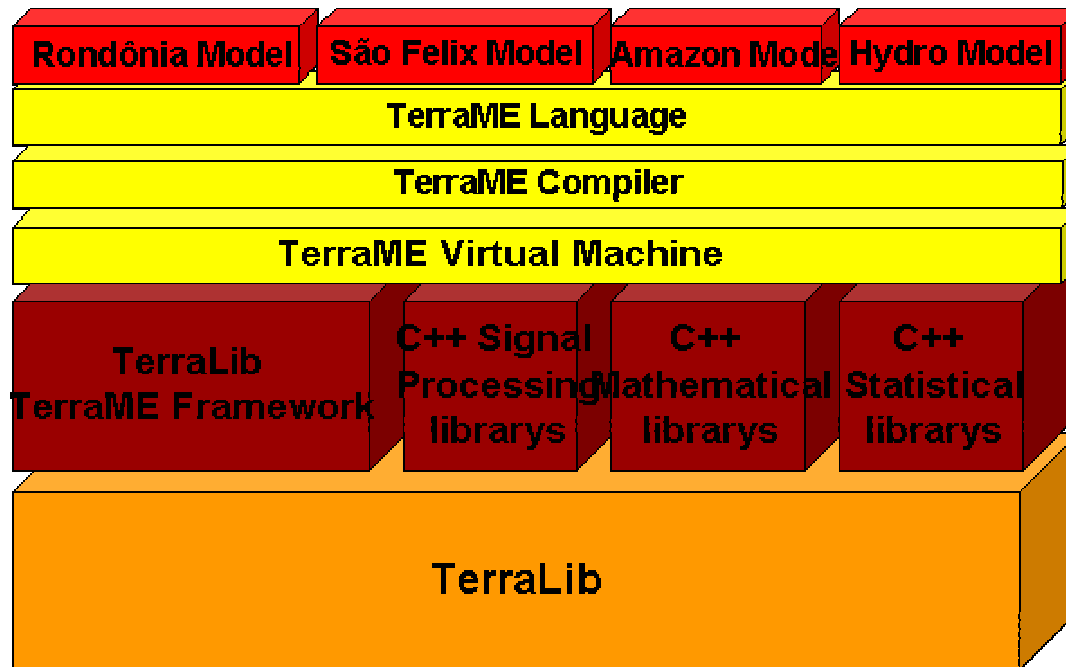 Rondônia Model
São Felix Model
Amazon Mode
Hydro Model
TerraME Language
TerraME Compiler
TerraME Virtual Machine
TerraLib
TerraME Framework
C++ Signal
Processing
librarys
C++
Mathematical
librarys
C++
Statistical
librarys
TerraLib